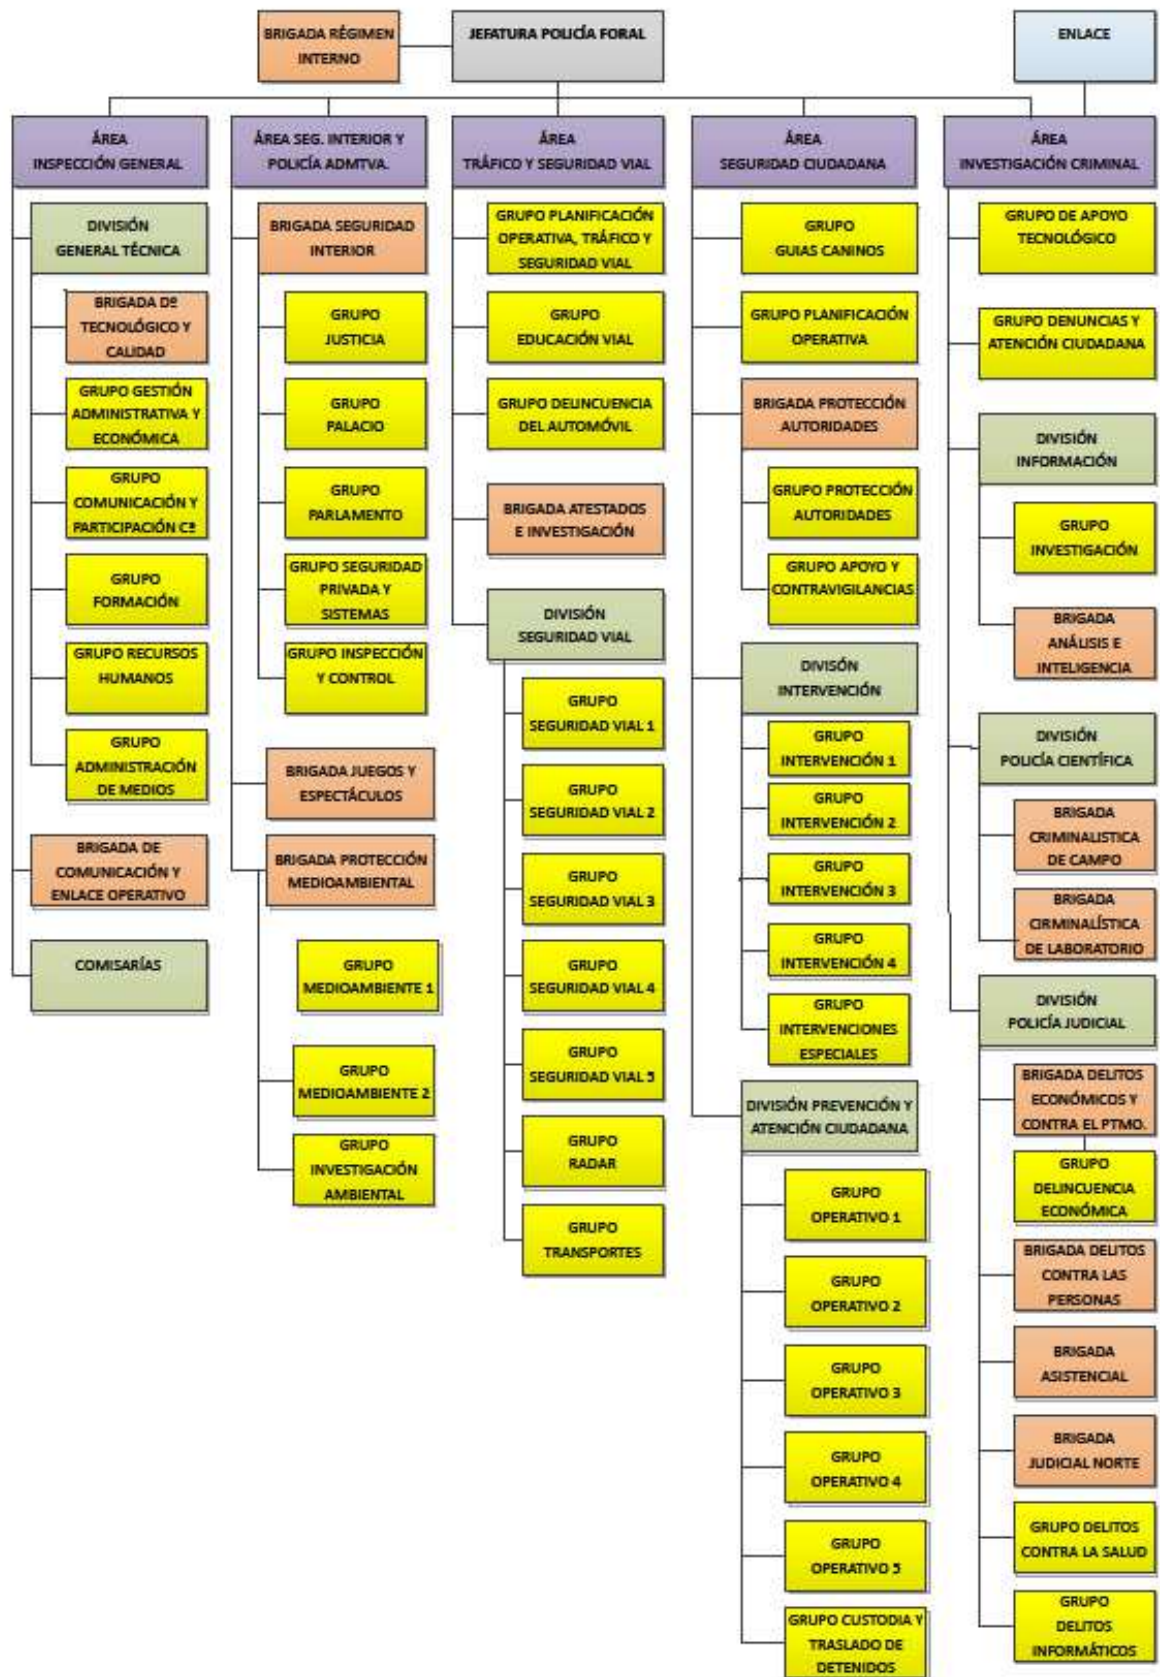 BRIGADA RÉGIMEN
INTERNO
JEFATURA POLICÍA FORAL
ENLACE
ÁREA
INSPECCIÓN GENERAL
DIVISIÓN
GENERAL TÉCNICA
BRIGADA Dº
TECNOLÓGICO Y
CALIDAD
GRUPO GESTIÓN
ADMINISTRATIVA Y
ECONÓMICA
GRUPO
COMUNICACIÓN Y
PARTICIPACIÓN Cª
GRUPO
FORMACIÓN
GRUPO RECURSOS
HUMANOS
GRUPO
ADMINISTRACIÓN
DE MEDIOS
BRIGADA DE
COMUNICACIÓN Y
ENLACE OPERATIVO
COMISARÍAS
ÁREA SEG. INTERIOR Y
POLICÍA ADMTVA.
BRIGADA SEGURIDAD
INTERIOR
GRUPO
JUSTICIA
GRUPO
PALACIO
GRUPO
PARLAMENTO
GRUPO SEGURIDAD
PRIVADA Y
SISTEMAS
GRUPO INSPECCIÓN
Y CONTROL
BRIGADA JUEGOS Y
ESPECTÁCULOS
BRIGADA PROTECCIÓN
MEDIOAMBIENTAL
GRUPO
MEDIOAMBIENTE 1
GRUPO
MEDIOAMBIENTE 2
GRUPO
INVESTIGACIÓN
AMBIENTAL
ÁREA
TRÁFICO Y SEGURIDAD VIAL
GRUPO PLANIFICACIÓN
OPERATIVA, TRÁFICO Y
SEGURIDAD VIAL
GRUPO
EDUCACIÓN VIAL
GRUPO DELINCUENCIA
DEL AUTOMÓVIL
BRIGADA ATESTADOS
E INVESTIGACIÓN
DIVISIÓN
SEGURIDAD VIAL
GRUPO
SEGURIDAD VIAL 1
GRUPO
SEGURIDAD VIAL 2
GRUPO
SEGURIDAD VIAL 3
GRUPO
SEGURIDAD VIAL 4
GRUPO
SEGURIDAD VIAL 5
GRUPO
RADAR
GRUPO
TRANSPORTES
ÁREA
SEGURIDAD CIUDADANA
GRUPO
GUIAS CANINOS
GRUPO PLANIFICACIÓN
OPERATIVA
BRIGADA PROTECCIÓN
AUTORIDADES
GRUPO PROTECCIÓN
AUTORIDADES
GRUPO APOYO Y
CONTRAVIGILANCIAS
DIVISÓN
INTERVENCIÓN
GRUPO
INTERVENCIÓN 1
GRUPO
INTERVENCIÓN 2
GRUPO
INTERVENCIÓN 3
GRUPO
INTERVENCIÓN 4
GRUPO
INTERVENCIONES
ESPECIALES
DIVISIÓN PREVENCIÓN Y
ATENCIÓN CIUDADANA
GRUPO
OPERATIVO 1
GRUPO
OPERATIVO 2
GRUPO
OPERATIVO 3
GRUPO
OPERATIVO 4
GRUPO
OPERATIVO 5
GRUPO CUSTODIA Y
TRASLADO DE
DETENIDOS
ÁREA
INVESTIGACIÓN CRIMINAL
GRUPO DE APOYO
TECNOLÓGICO
GRUPO DENUNCIAS Y
ATENCIÓN CIUDADANA
DIVISIÓN
INFORMACIÓN
GRUPO
INVESTIGACIÓN
BRIGADA
ANÁLISIS E
INTELIGENCIA
DIVISIÓN
POLICÍA CIENTÍFICA
BRIGADA
CRIMINALISTICA
DE CAMPO
BRIGADA
CIRMINALÍSTICA
DE LABORATORIO
DIVISIÓN
POLICÍA JUDICIAL
BRIGADA DELITOS
ECONÓMICOS Y
CONTRA EL PTMO.
GRUPO
DELINCUENCIA
ECONÓMICA
BRIGADA DELITOS
CONTRA LAS
PERSONAS
BRIGADA
ASISTENCIAL
BRIGADA
JUDICIAL NORTE
GRUPO DELITOS
CONTRA LA SALUD
GRUPO
DELITOS
INFORMÁTICOS